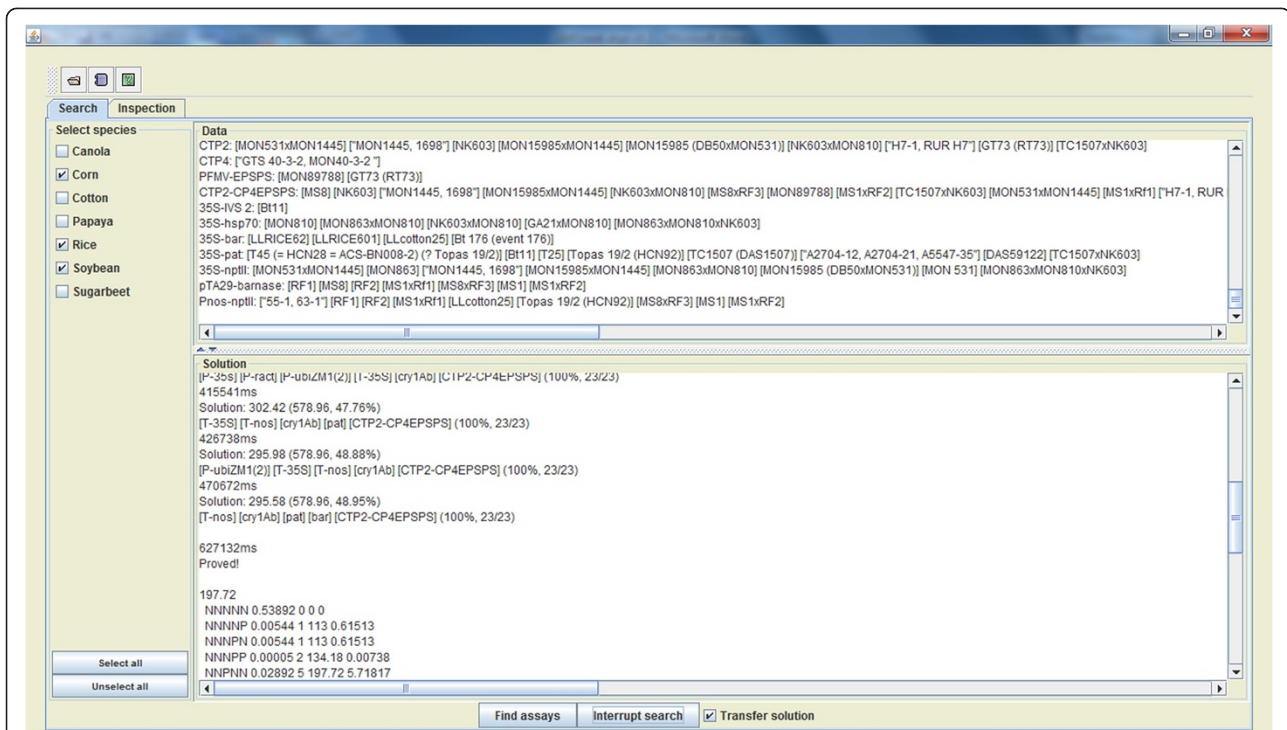 Search
Inspection
Select species
Canola
Corn
Cotton
Papaya
Rice
Soybean
Sugarbeet
Select all
Unselect all
Data
CTP2: [MON531xMON1445] ["MON1445, 1698"] [NK603] [MON15985xMON1445] [MON15985 (DB50xMON531)] [NK603xMON810] ["H7-1, RUR H7"] [GT73 (RT73)] [TC1507xNK603]
CTP4: ["GTS 40-3-2, MON40-3-2 "]
PFMV-EPSPS: [MON89788] [GT73 (RT73)]
CTP2-CP4EPSPS: [MS8] [NK603] ["MON1445, 1698"] [MON15985xMON1445] [NK603xMON810] [MS8xRF3] [MON89788] [MS1xRF2] [TC1507xNK603] [MON531xMON1445] [MS1xRf1] ["H7-1, RUR
35S-IVS 2: [Bt11]
35S-hsp70: [MON810] [MON863xMON810] [NK603xMON810] [GA21xMON810] [MON863xMON810xNK603]
35S-bar: [LLRICE62] [LLRICE601] [LLcotton25] [Bt 176 (event 176)]
35S-pat: [T45 (= HCN28 = ACS-BN008-2) (? Topas 19/2)] [Bt11] [T25] [Topas 19/2 (HCN92)] [TC1507 (DAS1507)] ["A2704-12, A2704-21, A5547-35"] [DAS59122] [TC1507xNK603]
35S-nptII: [MON531xMON1445] [MON863] ["MON1445, 1698"] [MON15985xMON1445] [MON863xMON810] [MON15985 (DB50xMON531)] [MON 531] [MON863xMON810xNK603]
pTA29-barnase: [RF1] [MS8] [RF2] [MS1xRf1] [MS8xRF3] [MS1] [MS1xRF2]
Pnos-nptII: ["55-1, 63-1"] [RF1] [RF2] [MS1xRf1] [LLcotton25] [Topas 19/2 (HCN92)] [MS8xRF3] [MS1] [MS1xRF2]
Solution
[P-35s] [P-ract] [P-ubiZM1(2)] [T-35S] [cry1Ab] [CTP2-CP4EPSPS] (100%, 23/23)
415541ms
Solution: 302.42 (578.96, 47.76%)
[T-35S] [T-nos] [cry1Ab] [pat] [CTP2-CP4EPSPS] (100%, 23/23)
426738ms
Solution: 295.98 (578.96, 48.88%)
[P-ubiZM1(2)] [T-35S] [T-nos] [cry1Ab] [CTP2-CP4EPSPS] (100%, 23/23)
470672ms
Solution: 295.58 (578.96, 48.95%)
[T-nos] [cry1Ab] [pat] [bar] [CTP2-CP4EPSPS] (100%, 23/23)
627132ms
Proved!
197.72
NNNNN 0.53892 0 0 0
NNNNP 0.00544 1 113 0.61513
NNNPN 0.00544 1 113 0.61513
NNNPP 0.00005 2 134.18 0.00738
NNPNN 0.02892 5 197.72 5.71817
Find assays
Interrupt search
Transfer solution